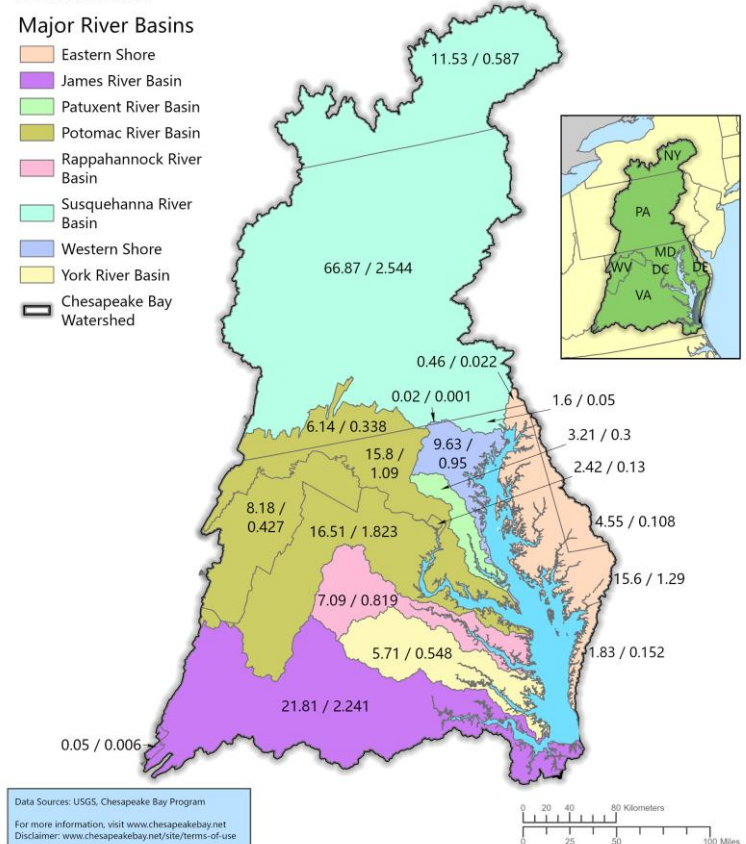 Major River Basins
Eastern Shore
James River Basin
Patuxent River Basin
Potomac River Basin
Rappahannock River
Basin
Susquehanna River
Basin
Western Shore
York River Basin
Chesapeake Bay
Watershed
11.53 / 0.587
66.87 / 2.544
0.46 / 0.022
0.02 / 0.001
1.6 / 0.05
6.14 / 0.338
3.21 / 0.3
15.8 /
1.09
9.63 /
0.95
2.42 / 0.13
8.18 /
0.427
16.51 / 1.823
4.55 / 0.108
15.6 / 1.29
7.09 / 0.819
5.71 / 0.548
1.83 / 0.152
21.81 / 2.241
0.05 / 0.006
NY
PA
MD
WV
DC
DE
VA
Data Sources: USGS, Chesapeake Bay Program
For more information, visit www.chesapeakebay.net
Disclaimer: www.chesapeakebay.net/site/terms-of-use
0 20 40 80 Kilometers
0 25 50 100 Miles